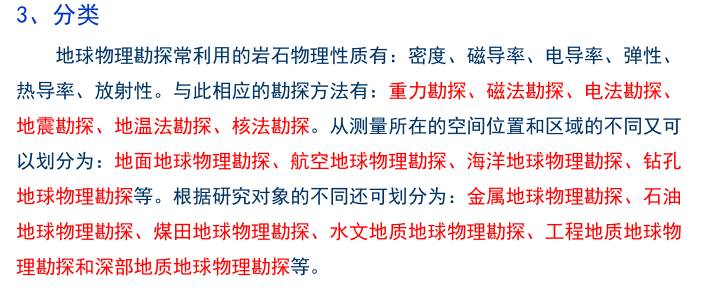 3、分类
地球物理勘探常利用的岩石物理性质有：密度、磁导率、电导率、弹性、
热导率、放射性。与此相应的勘探方法有：重力勘探、磁法勘探、电法勘探、
地震勘探、地温法勘探、核法勘探。从测量所在的空间位置和区域的不同又可
以划分为：地面地球物理勘探、航空地球物理勘探、海洋地球物理勘探、钻孔
地球物理勘探等。根据研究对象的不同还可划分为：金属地球物理勘探、石油
地球物理勘探、煤田地球物理勘探、水文地质地球物理勘探、工程地质地球物
理勘探和深部地质地球物理勘探等。